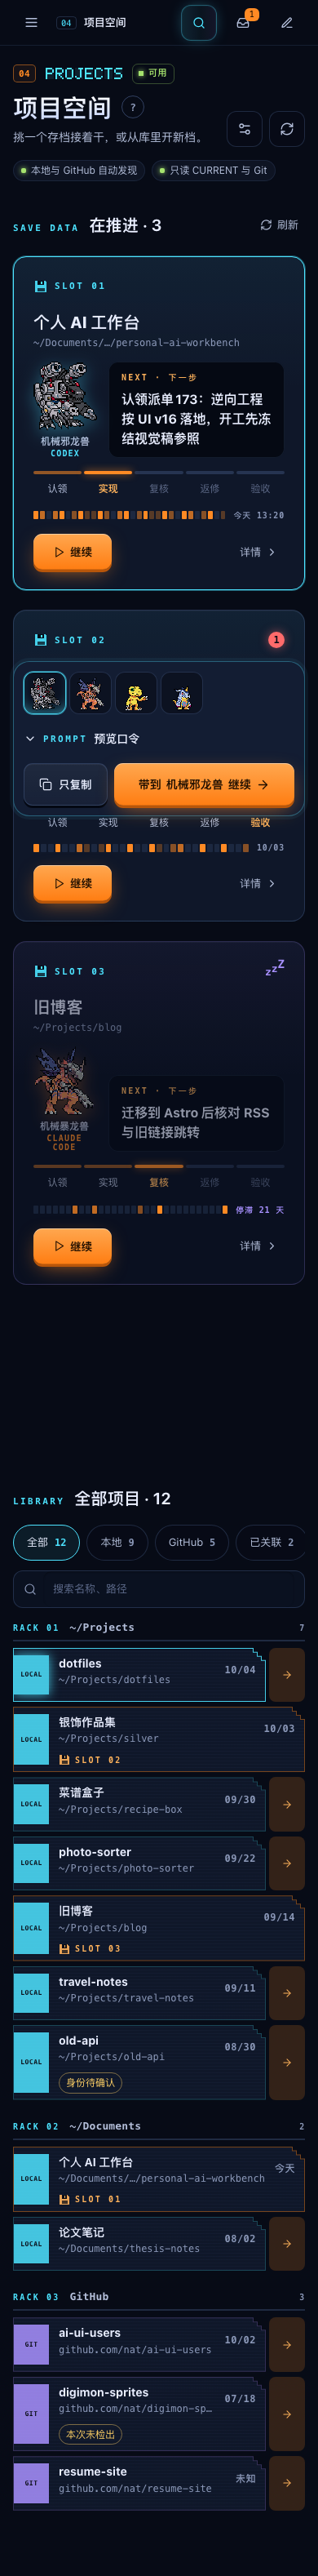 04 项目空间
1
04 PROJECTS 可用
项目空间 ?
挑一个存档接着干，或从库里开新档。
本地与 GitHub 自动发现
只读 CURRENT 与 Git
SAVE DATA 在推进 · 3
刷新
SLOT 01
个人 AI 工作台
~/Documents/…/personal-ai-workbench
NEXT · 下一步
认领派单 173：逆向工程
按 UI v16 落地，开工先冻
结视觉稿参照
机械邪龙兽
CODEX
认领 实现 复核 返修 验收
今天 13:20
继续
详情
SLOT 02
1
PROMPT 预览口令
只复制
带到 机械邪龙兽 继续
认领 实现 复核 返修 验收
10/03
继续
详情
SLOT 03
zzZ
旧博客
~/Projects/blog
NEXT · 下一步
迁移到 Astro 后核对 RSS
与旧链接跳转
机械暴龙兽
CLAUDE
CODE
认领 实现 复核 返修 验收
停滞 21 天
继续
详情
LIBRARY 全部项目 · 12
全部 12
本地 9
GitHub 5
已关联 2
搜索名称、路径
RACK 01 ~/Projects 7
LOCAL
dotfiles
~/Projects/dotfiles
10/04
LOCAL
银饰作品集
~/Projects/silver
SLOT 02
10/03
LOCAL
菜谱盒子
~/Projects/recipe-box
09/30
LOCAL
photo-sorter
~/Projects/photo-sorter
09/22
LOCAL
旧博客
~/Projects/blog
SLOT 03
09/14
LOCAL
travel-notes
~/Projects/travel-notes
09/11
LOCAL
old-api
~/Projects/old-api
身份待确认
08/30
RACK 02 ~/Documents 2
LOCAL
个人 AI 工作台
~/Documents/…/personal-ai-workbench
SLOT 01
今天
LOCAL
论文笔记
~/Documents/thesis-notes
08/02
RACK 03 GitHub 3
GIT
ai-ui-users
github.com/nat/ai-ui-users
10/02
GIT
digimon-sprites
github.com/nat/digimon-sp…
本次未检出
07/18
GIT
resume-site
github.com/nat/resume-site
未知